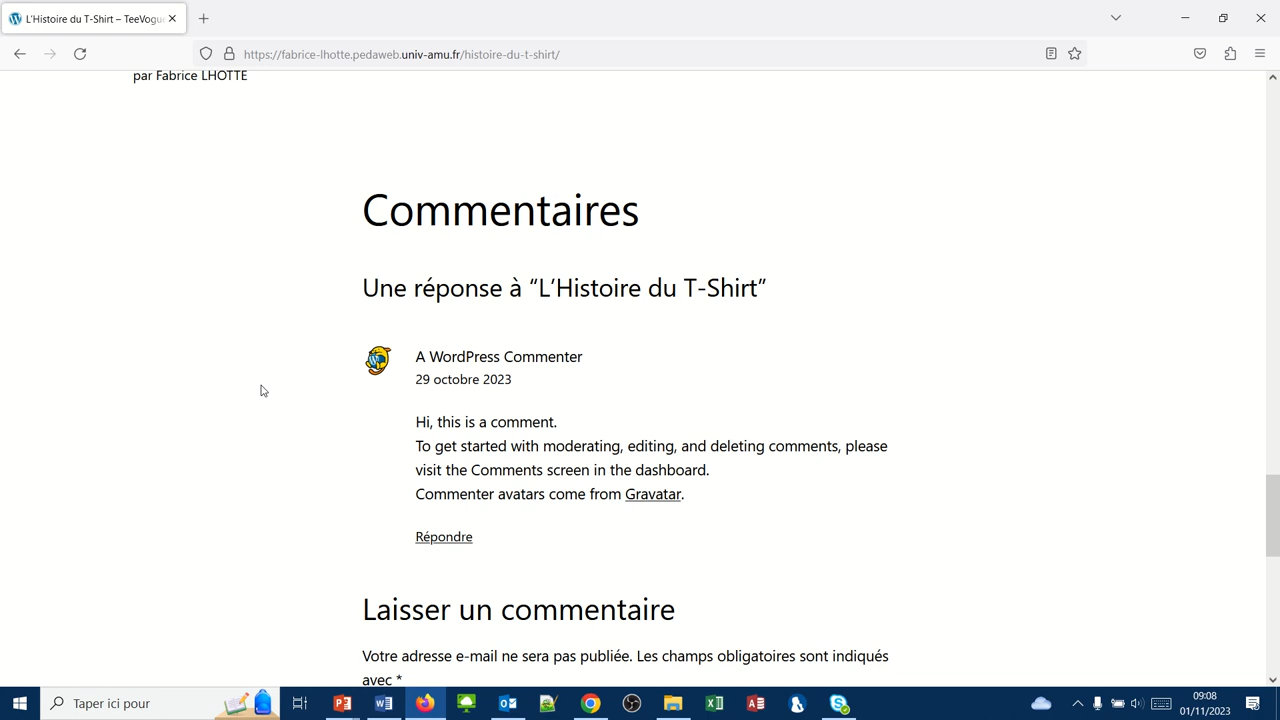 L'Histoire du T-Shirt – TeeVogue
https://fabrice-lhotte.pedaweb.univ-amu.fr/histoire-du-t-shirt/
par Fabrice LHOTTE
Commentaires
Une réponse à “L’Histoire du T-Shirt”
A WordPress Commenter
29 octobre 2023
Hi, this is a comment.
To get started with moderating, editing, and deleting comments, please
visit the Comments screen in the dashboard.
Commenter avatars come from Gravatar.
Répondre
Laisser un commentaire
Votre adresse e-mail ne sera pas publiée. Les champs obligatoires sont indiqués
avec *
Taper ici pour
09:08
01/11/2023